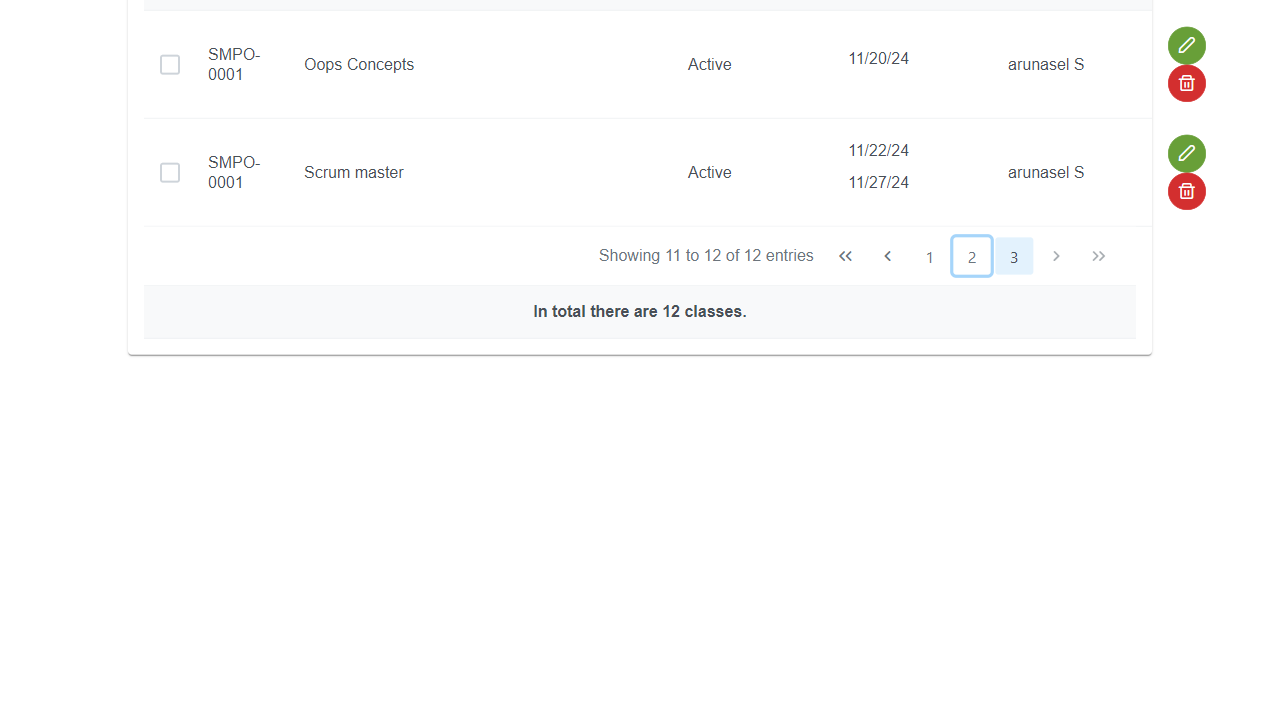 SMPO-
0001
Oops Concepts
Active
11/20/24
arunasel S
SMPO-
0001
Scrum master
Active
11/22/24
11/27/24
arunasel S
Showing 11 to 12 of 12 entries
1
2
3
In total there are 12 classes.